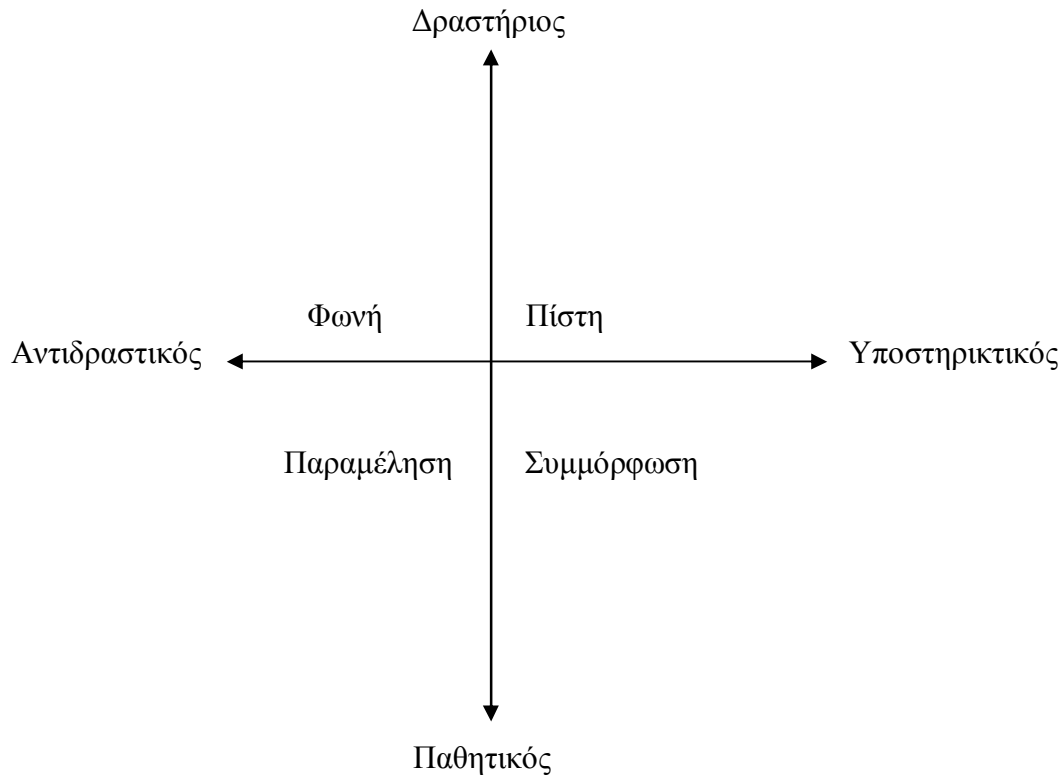 Δραστήριος
Φωνή Πίστη
Αντιδραστικός Υποστηρικτικός
Παραμέληση Συμμόρφωση
Παθητικός